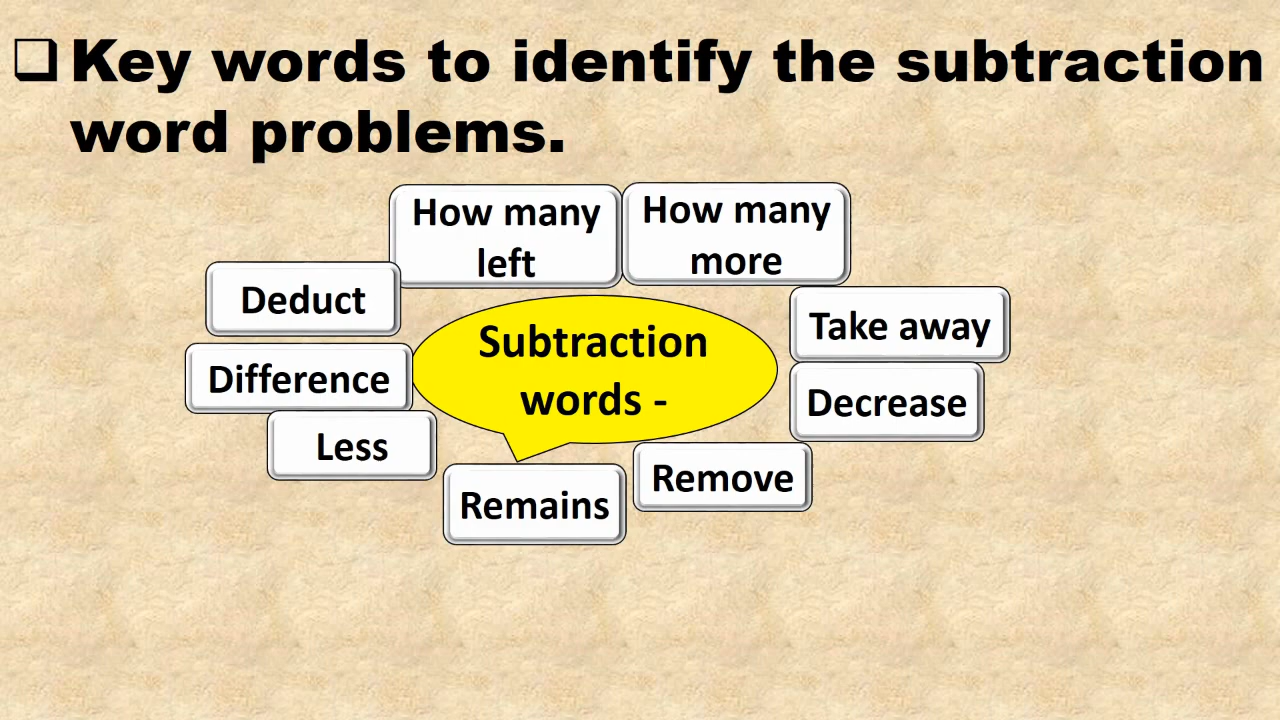 ❑ Key words to identify the subtraction
word problems.
How many
left
How many
more
Deduct
Take away
Subtraction
words -
Difference
Decrease
Less
Remove
Remains